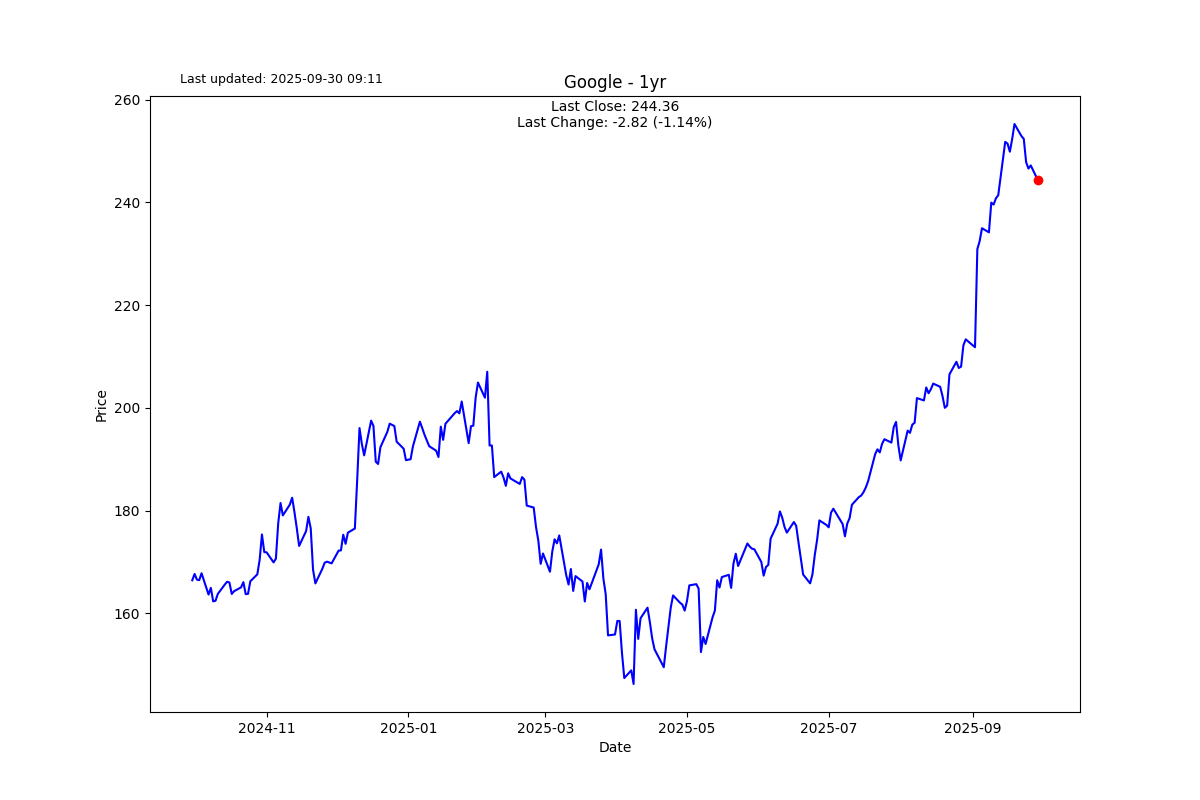 Last updated: 2025-09-30 09:11
Google - 1yr
Last Close: 244.36
Last Change: -2.82 (-1.14%)
260
240
220
200
180
160
Price
2024-11
2025-01
2025-03
2025-05
2025-07
2025-09
Date